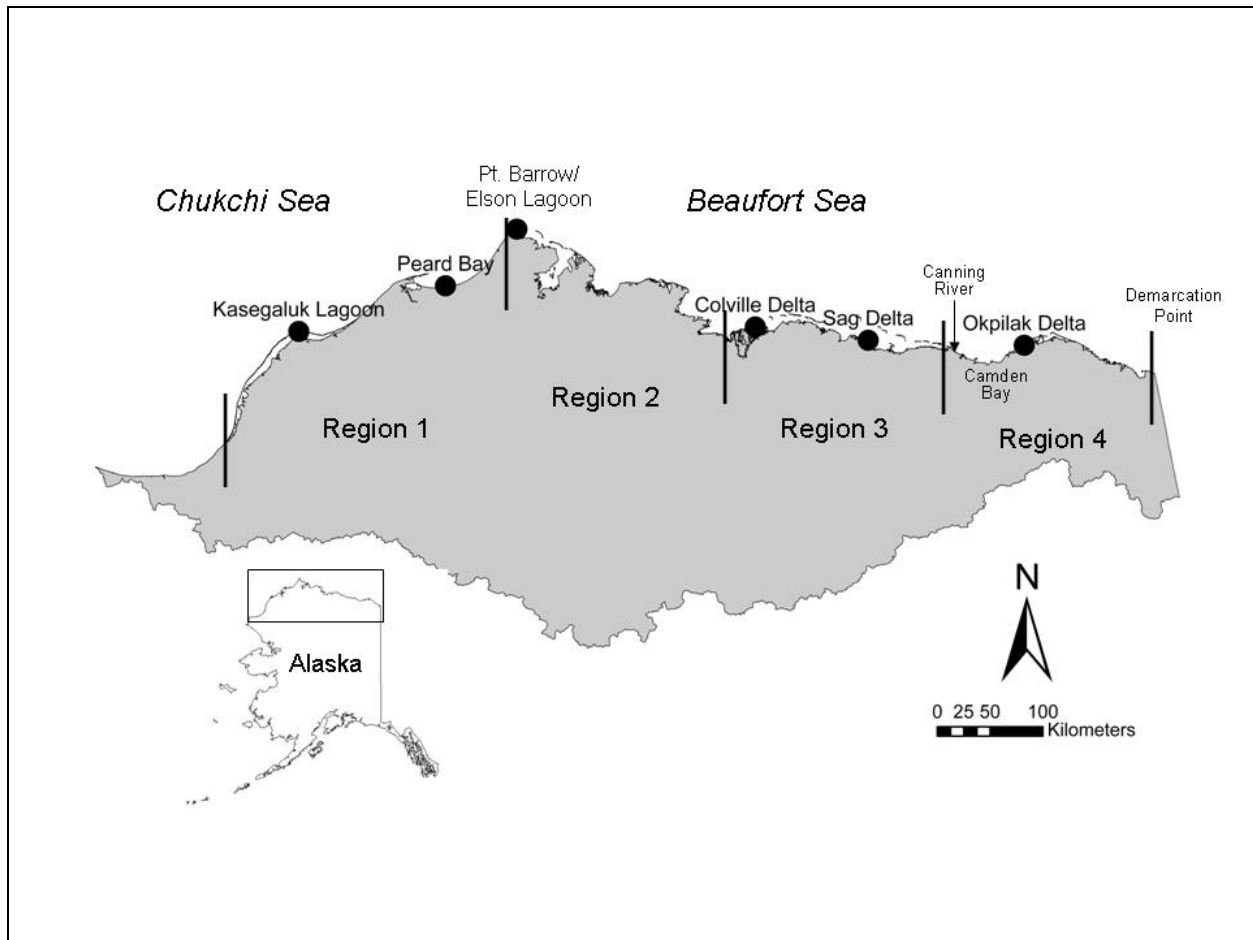 Chukchi Sea
Pt. Barrow/
Elson Lagoon
Beaufort Sea
Peard Bay
Kasegaluk Lagoon
Colville Delta
Sag Delta
Canning
River
Okpilak Delta
Demarcation
Point
Camden
Bay
Region 1
Region 2
Region 3
Region 4
Alaska
N
0 25 50 100
Kilometers